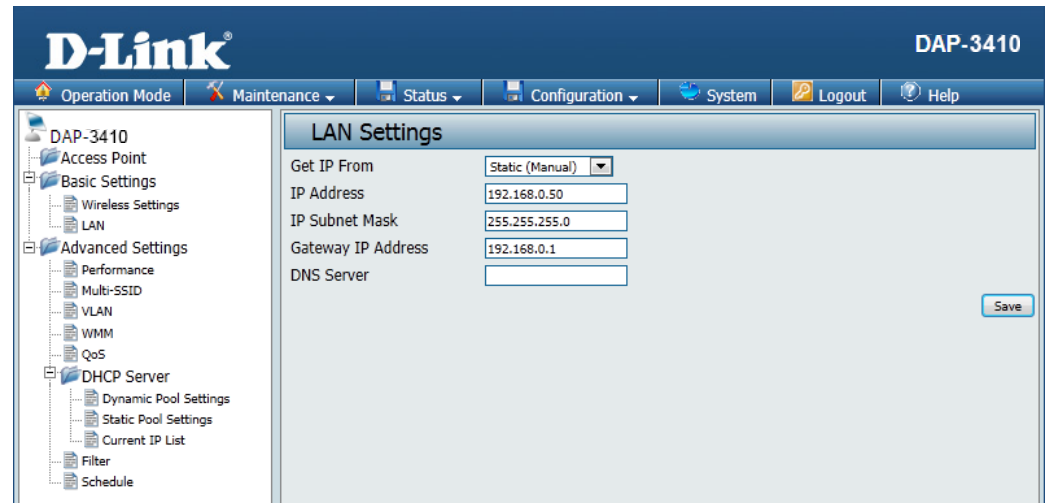 D-Link®
DAP-3410
Operation Mode Maintenance Status Configuration System Logout Help
DAP-3410
Access Point
Basic Settings
Wireless Settings
LAN
Advanced Settings
Performance
Multi-SSID
VLAN
WMM
QoS
DHCP Server
Dynamic Pool Settings
Static Pool Settings
Current IP List
Filter
Schedule
LAN Settings
Get IP From Static (Manual)
IP Address 192.168.0.50
IP Subnet Mask 255.255.255.0
Gateway IP Address 192.168.0.1
DNS Server
Save